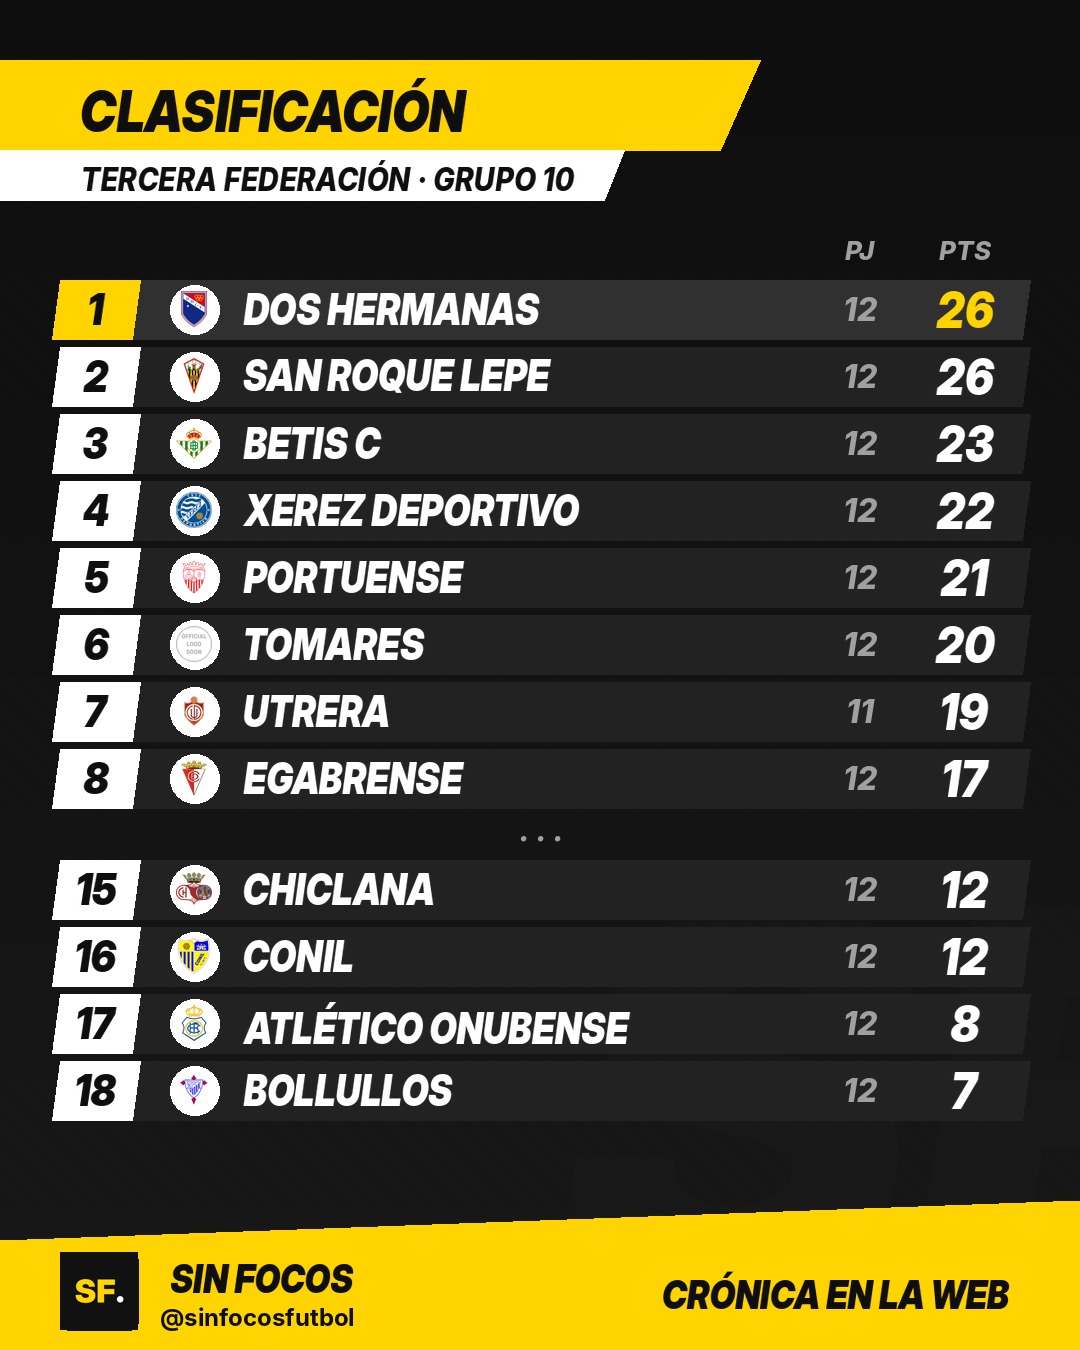 CLASIFICACIÓN
TERCERA FEDERACIÓN · GRUPO 10
PJ PTS
1 DOS HERMANAS 12 26
2 SAN ROQUE LEPE 12 26
3 BETIS C 12 23
4 XEREZ DEPORTIVO 12 22
5 PORTUENSE 12 21
6 OFFICIAL LOGO SOON TOMARES 12 20
7 UTRERA 11 19
8 EGABRENSE 12 17
...
15 CHICLANA 12 12
16 CONIL 12 12
17 ATLÉTICO ONUBENSE 12 8
18 BOLLULLOS 12 7
SF. SIN FOCOS
@sinfocosfutbol
CRÓNICA EN LA WEB